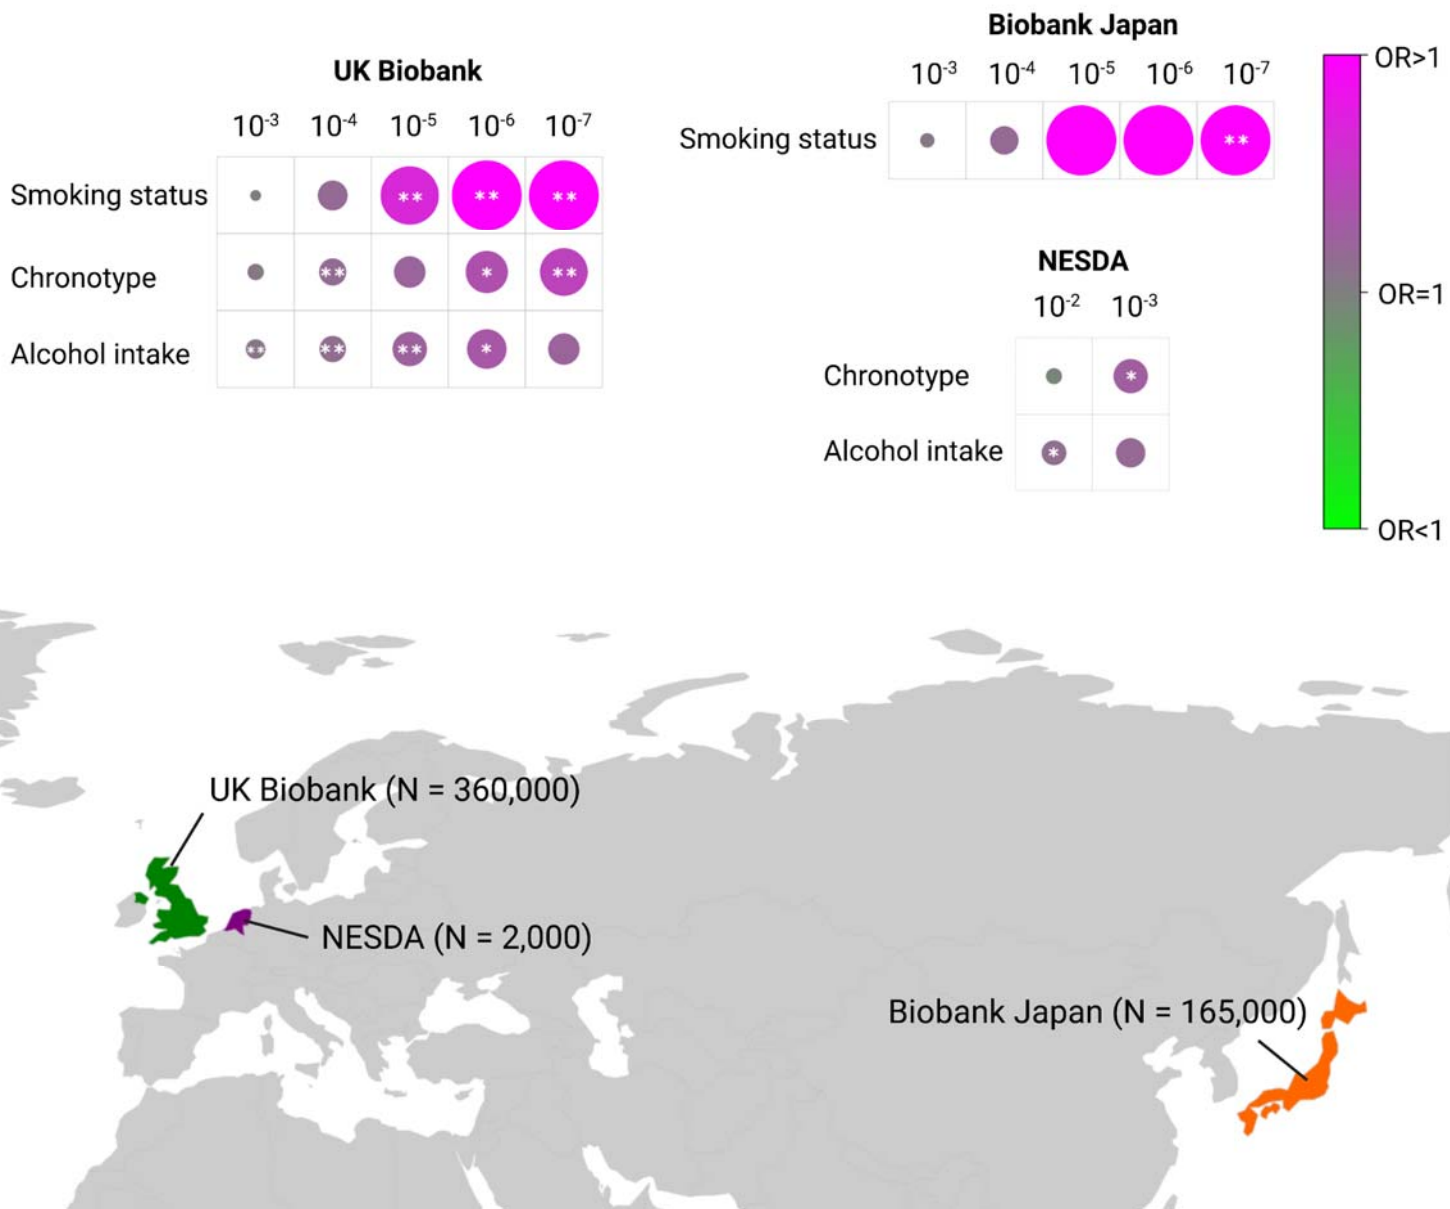 UK Biobank
10-3 10-4 10-5 10-6 10-7
Smoking status ** ** **
Chronotype ** * **
Alcohol intake ** ** ** *
Biobank Japan
10-3 10-4 10-5 10-6 10-7
Smoking status **
NESDA
10-2 10-3
Chronotype *
Alcohol intake *
OR>1
OR=1
OR<1
UK Biobank (N = 360,000)
NESDA (N = 2,000)
Biobank Japan (N = 165,000)